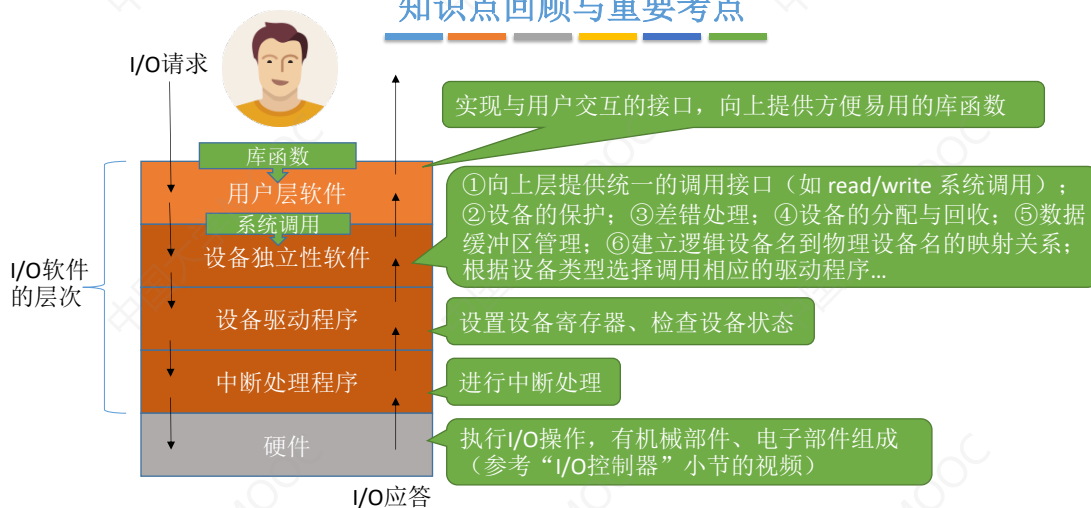 知识点回顾与重要考点
I/O请求
实现与用户交互的接口，向上提供方便易用的库函数
库函数
用户层软件
①向上层提供统一的调用接口（如 read/write 系统调用）；
②设备的保护；③差错处理；④设备的分配与回收；⑤数据
缓冲区管理；⑥建立逻辑设备名到物理设备名的映射关系；
根据设备类型选择调用相应的驱动程序...
系统调用
设备独立性软件
I/O软件
的层次
设备驱动程序
设置设备寄存器、检查设备状态
中断处理程序
进行中断处理
硬件
执行I/O操作，有机械部件、电子部件组成
（参考“I/O控制器”小节的视频）
I/O应答